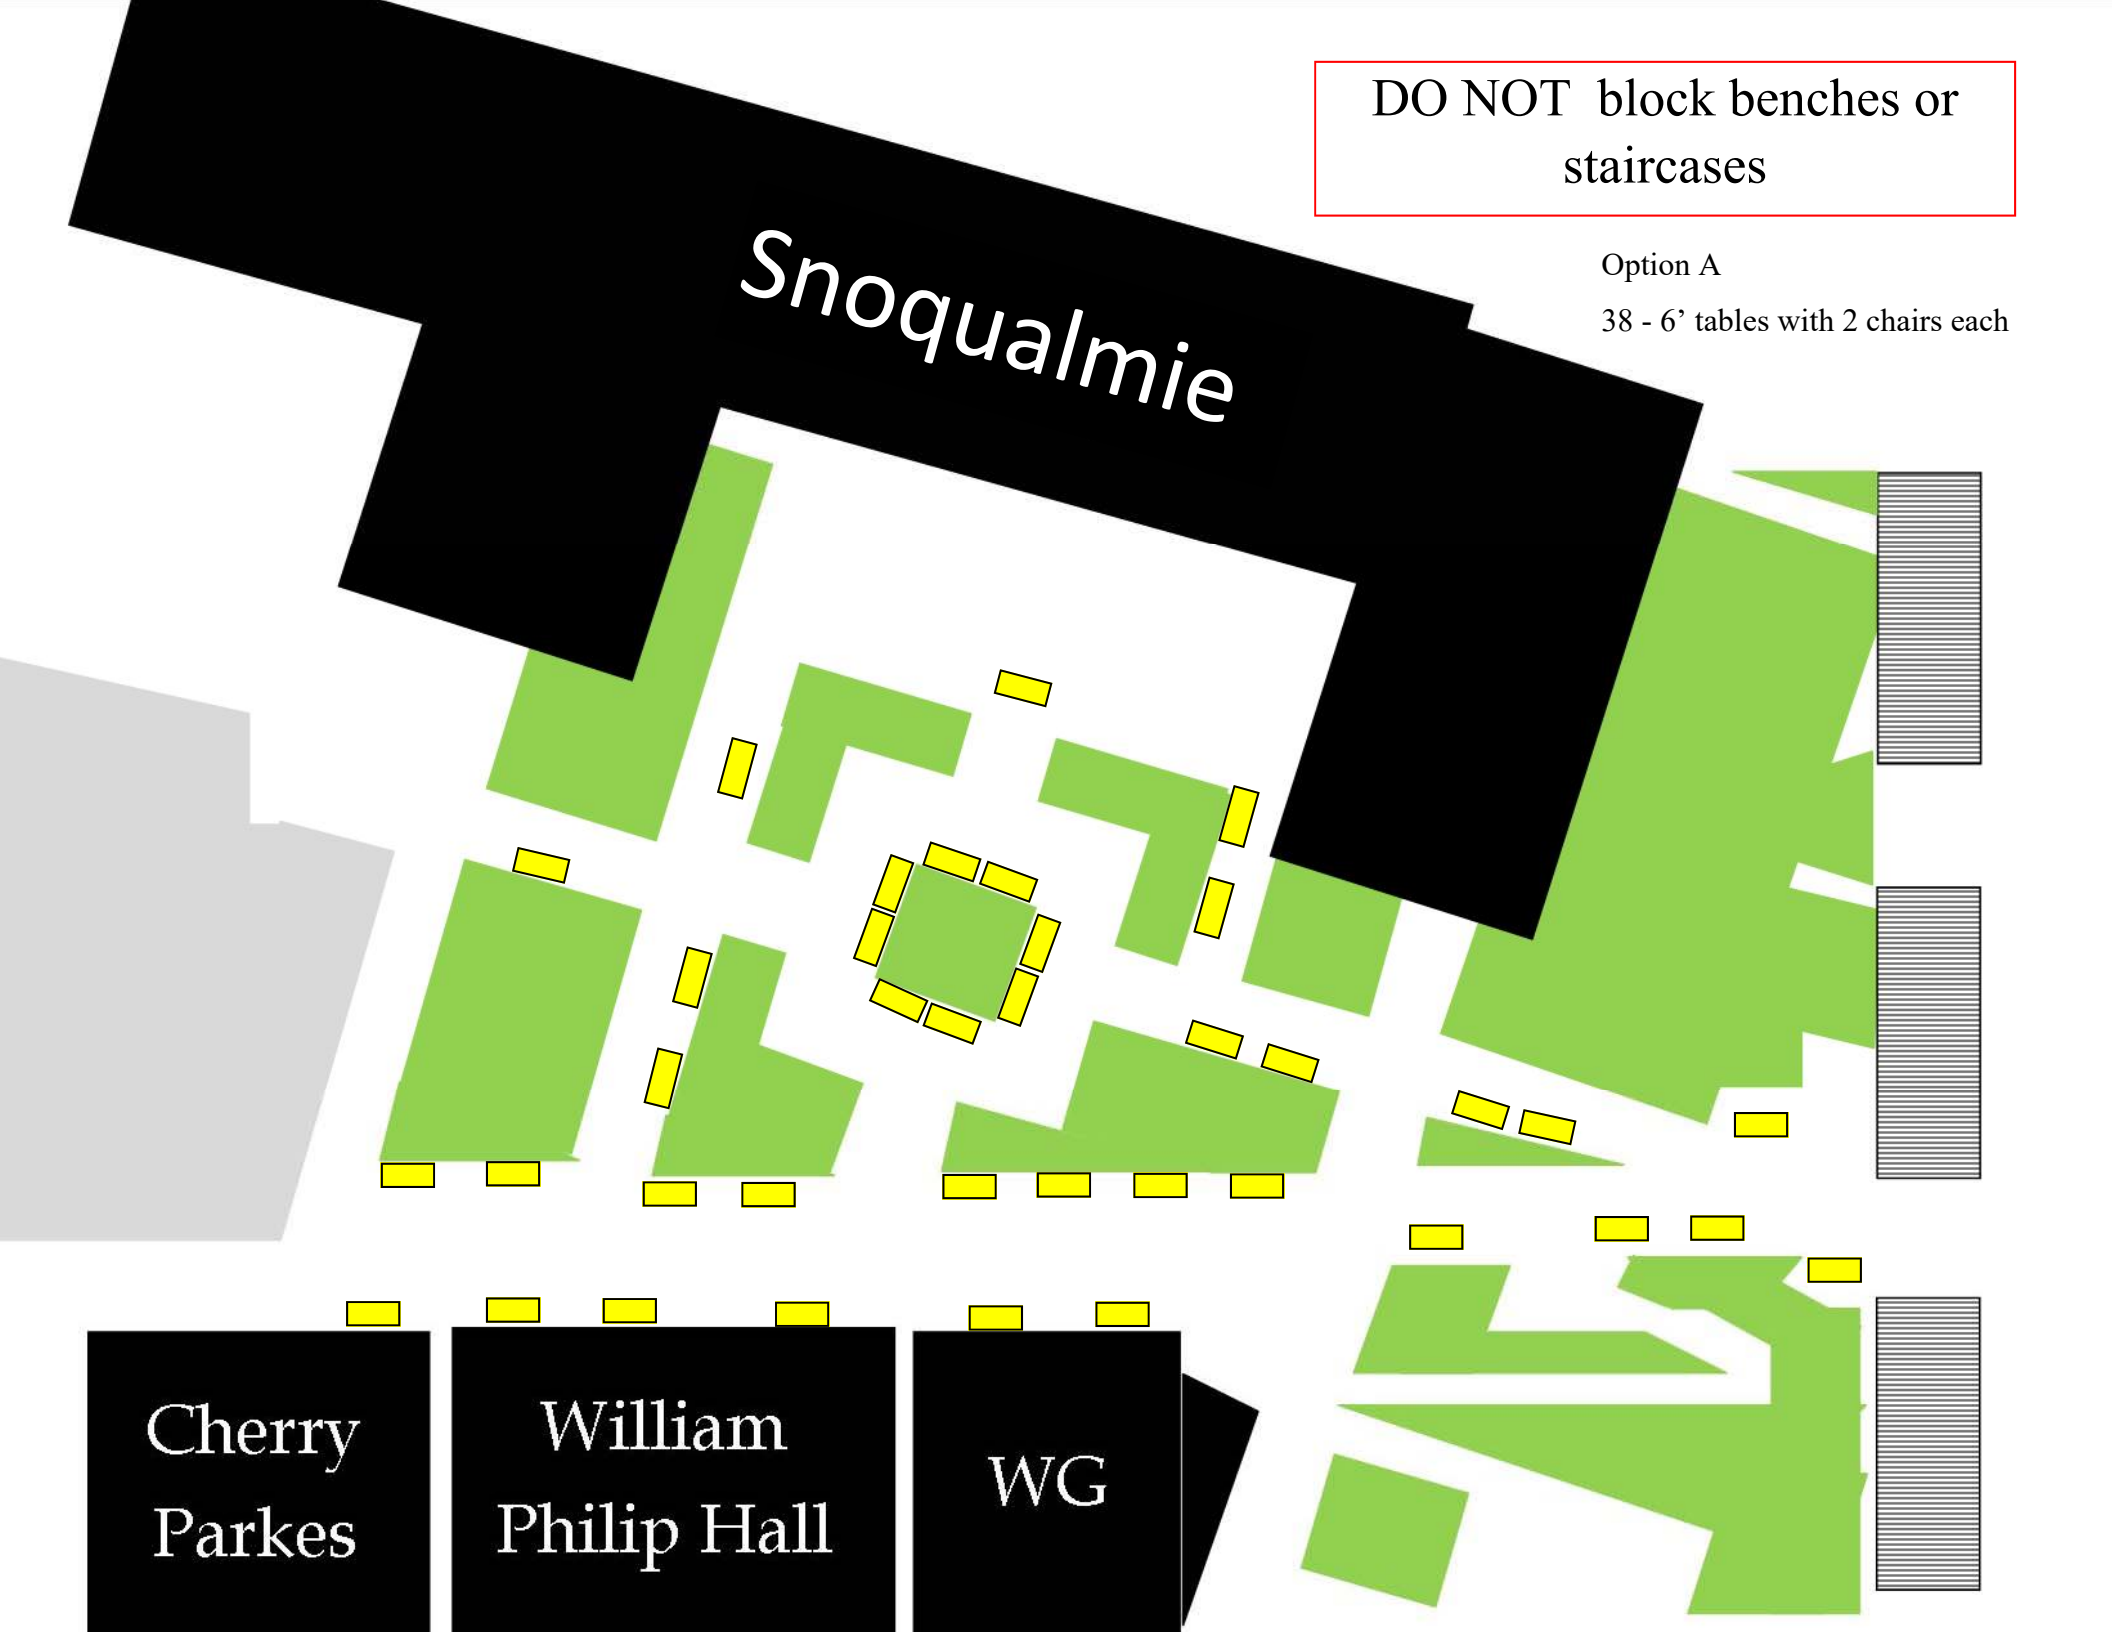 DO NOT  block benches or
staircases
Option A
38 - 6’ tables with 2 chairs each
Snoqualmie
Cherry
Parkes
William
Philip Hall
WG